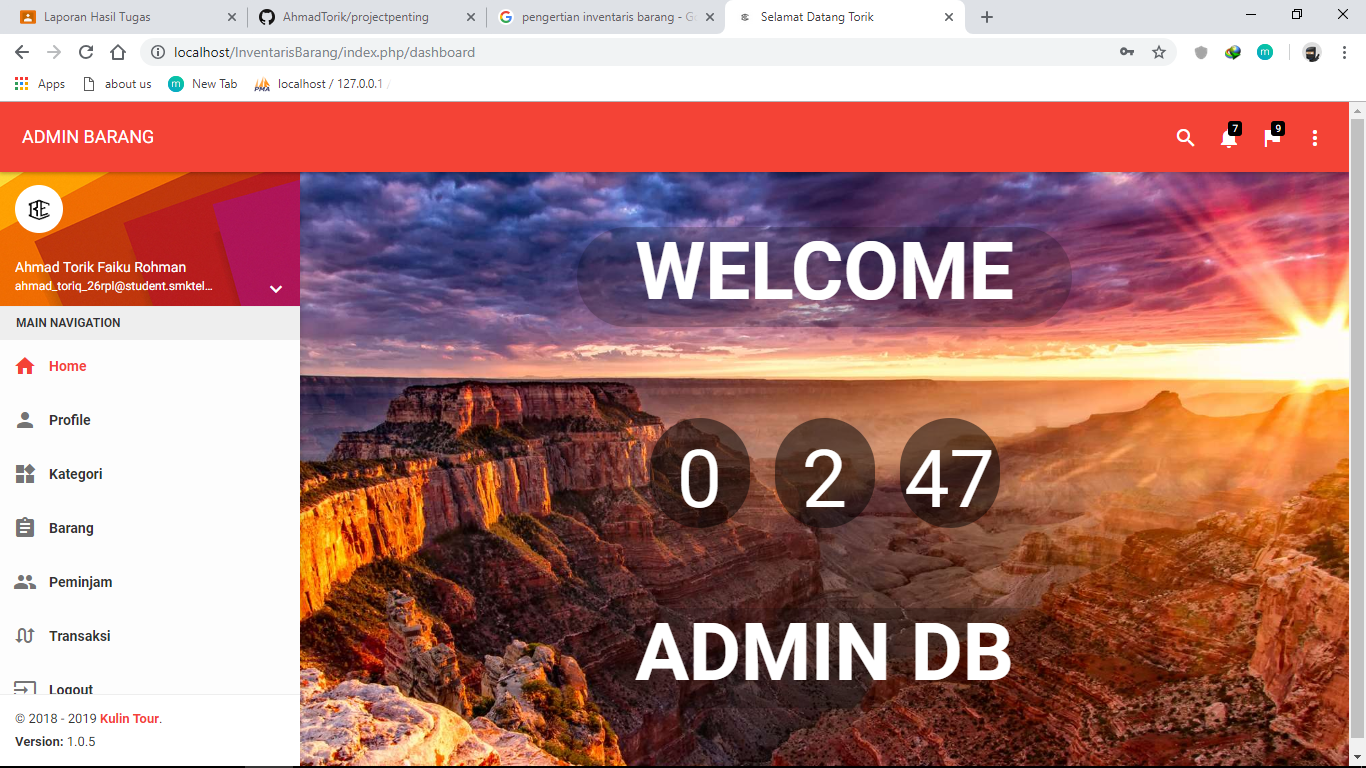 Laporan Hasil Tugas
AhmadTorik/projectpenting
pengertian inventaris barang - Go
Selamat Datang Torik
localhost/InventarisBarang/index.php/dashboard
Apps
about us
m
New Tab
PMA
localhost / 127.0.0.1 /
m
ADMIN BARANG
7
9
Ahmad Torik Faiku Rohman
ahmad_toriq_26rpl@student.smktel...
MAIN NAVIGATION
Home
Profile
Kategori
Barang
Peminjam
Transaksi
Logout
© 2018 - 2019 Kulin Tour.
Version: 1.0.5
WELCOME
0 2 47
ADMIN DB